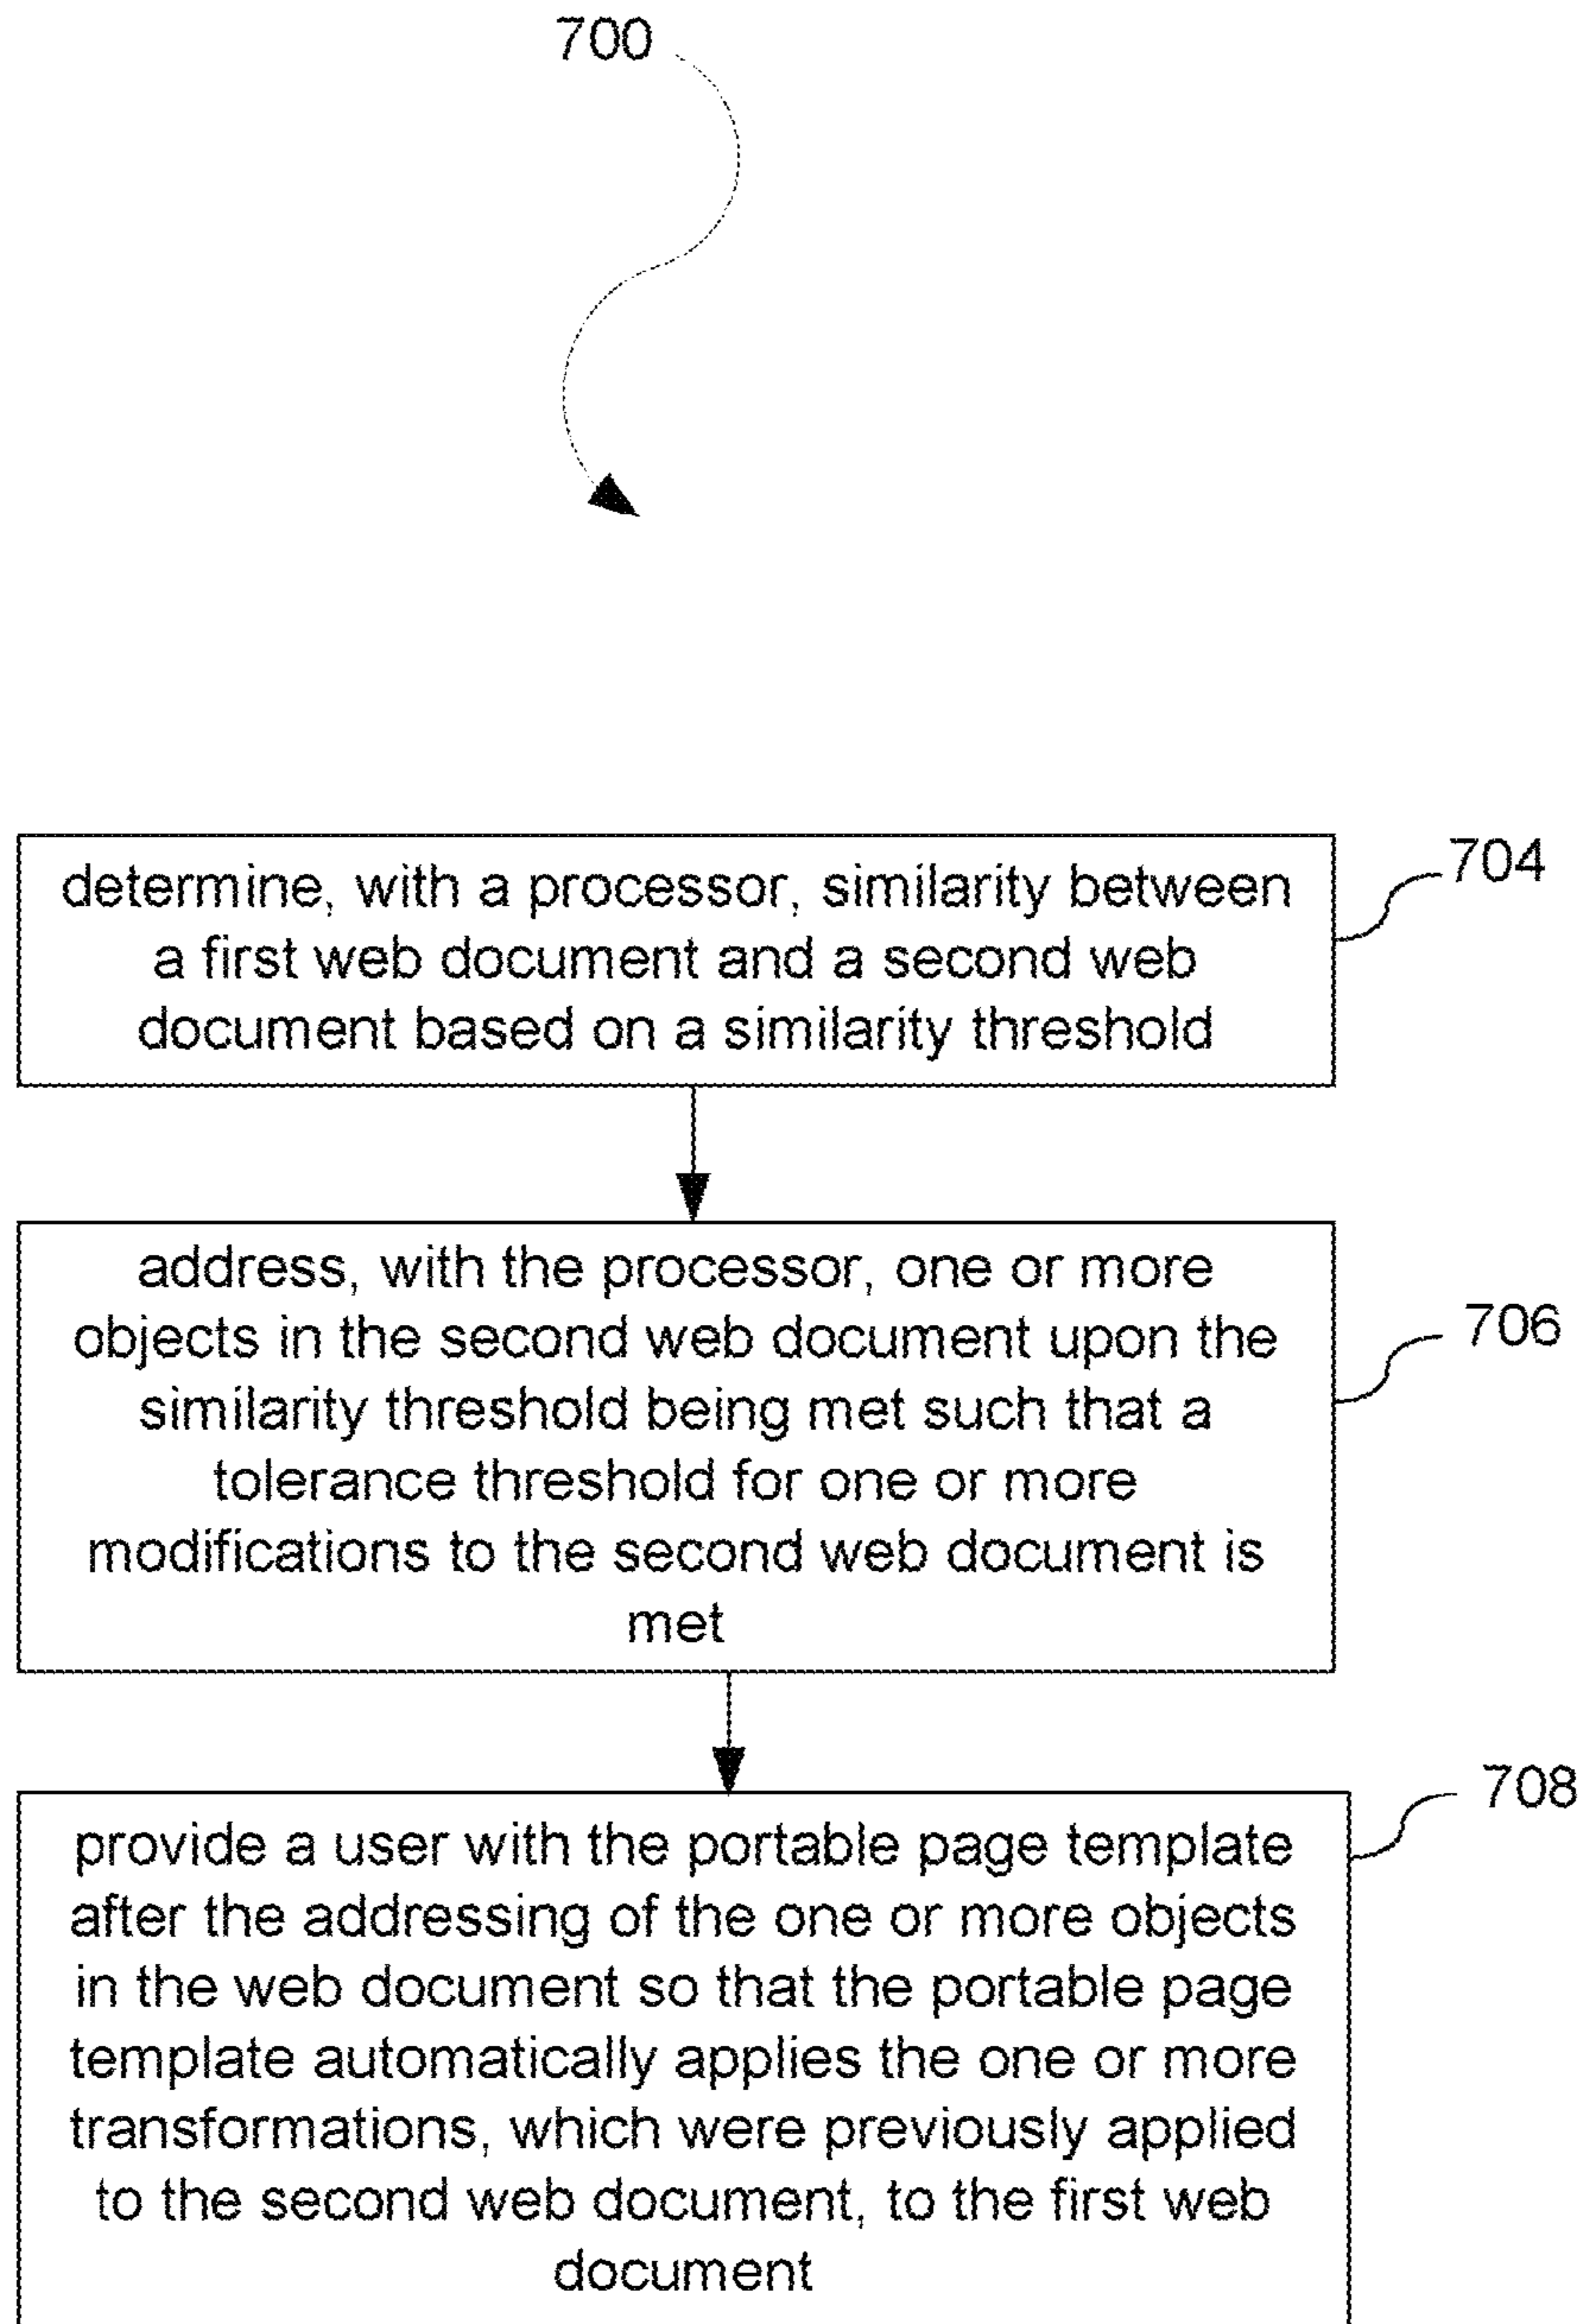 700
determine, with a processor, similarity between
a first web document and a second web
document based on a similarity threshold
704
address, with the processor, one or more
objects in the second web document upon the
similarity threshold being met such that a
tolerance threshold for one or more
modifications to the second web document is
met
706
provide a user with the portable page template
after the addressing of the one or more objects
in the web document so that the portable page
template automatically applies the one or more
transformations, which were previously applied
to the second web document, to the first web
document
708